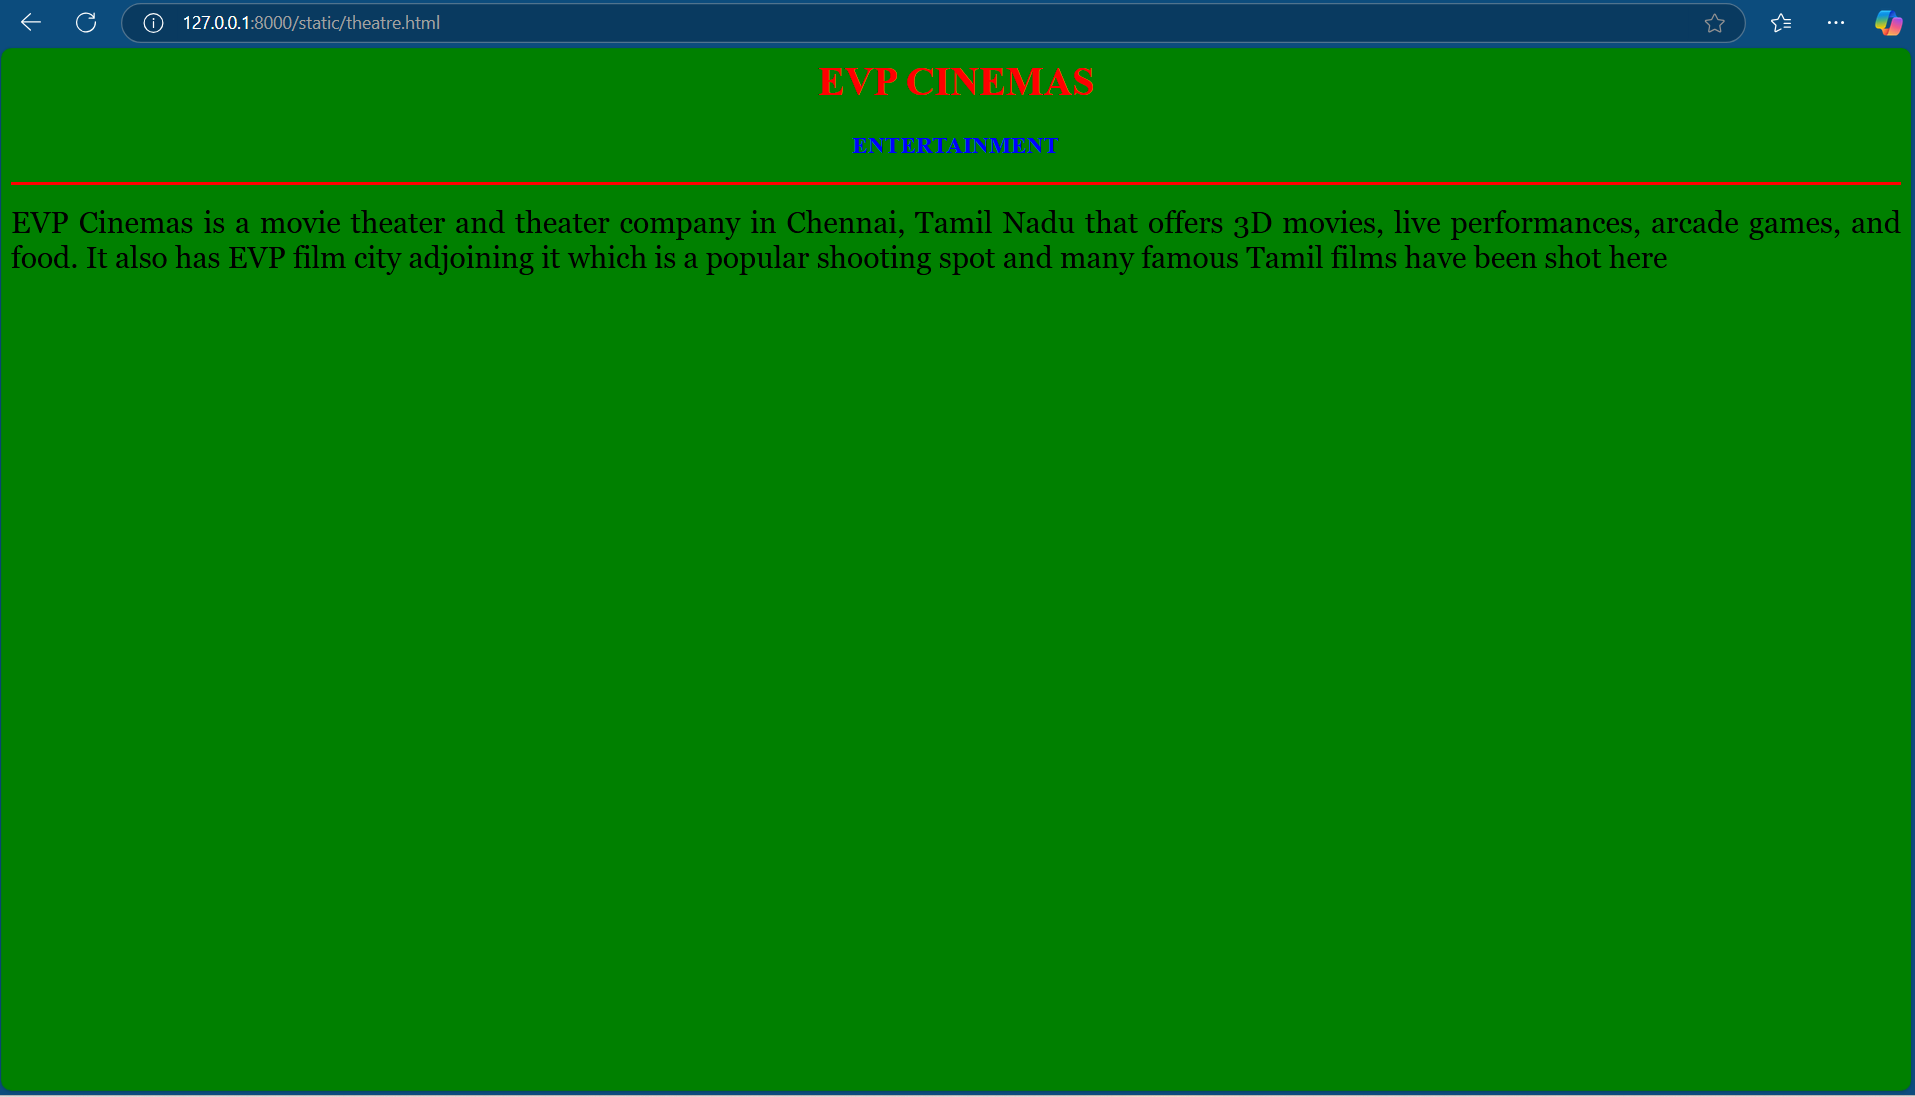 127.0.0.1:8000/static/theatre.html
EVP CINEMAS
ENTERTAINMENT
EVP Cinemas is a movie theater and theater company in Chennai, Tamil Nadu that offers 3D movies, live performances, arcade games, and
food. It also has EVP film city adjoining it which is a popular shooting spot and many famous Tamil films have been shot here